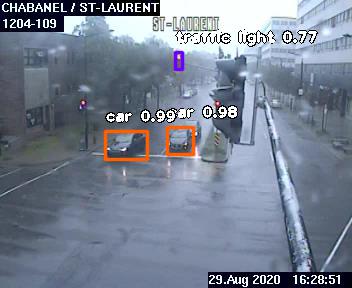 CHABANEL / ST-LAURENT
1204-109
ST-LAURENT
traffic light 0.77
car 0.99
car 0.98
29.Aug 2020 16:28:51